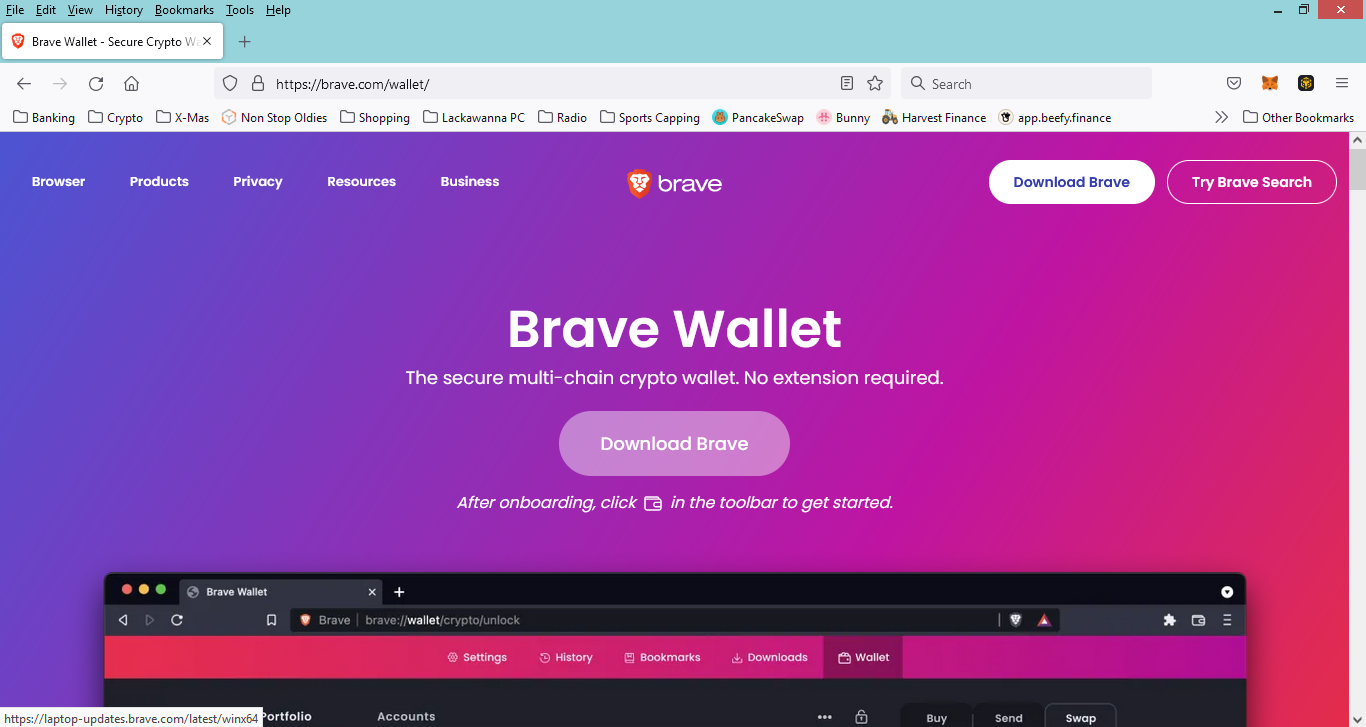 File Edit View History Bookmarks Tools Help
Brave Wallet - Secure Crypto Wa
https://brave.com/wallet/
Search
Banking Crypto X-Mas Non Stop Oldies Shopping Lackawanna PC Radio Sports Capping PancakeSwap Bunny Harvest Finance app.beefy.finance Other Bookmarks
Browser Products Privacy Resources Business brave Download Brave Try Brave Search
Brave Wallet
The secure multi-chain crypto wallet. No extension required.
Download Brave
After onboarding, click in the toolbar to get started.
Brave Wallet
Brave | brave://wallet/crypto/unlock
Settings History Bookmarks Downloads Wallet
https://laptop-updates.brave.com/latest/winx64 Portfolio Accounts Buy Send Swap